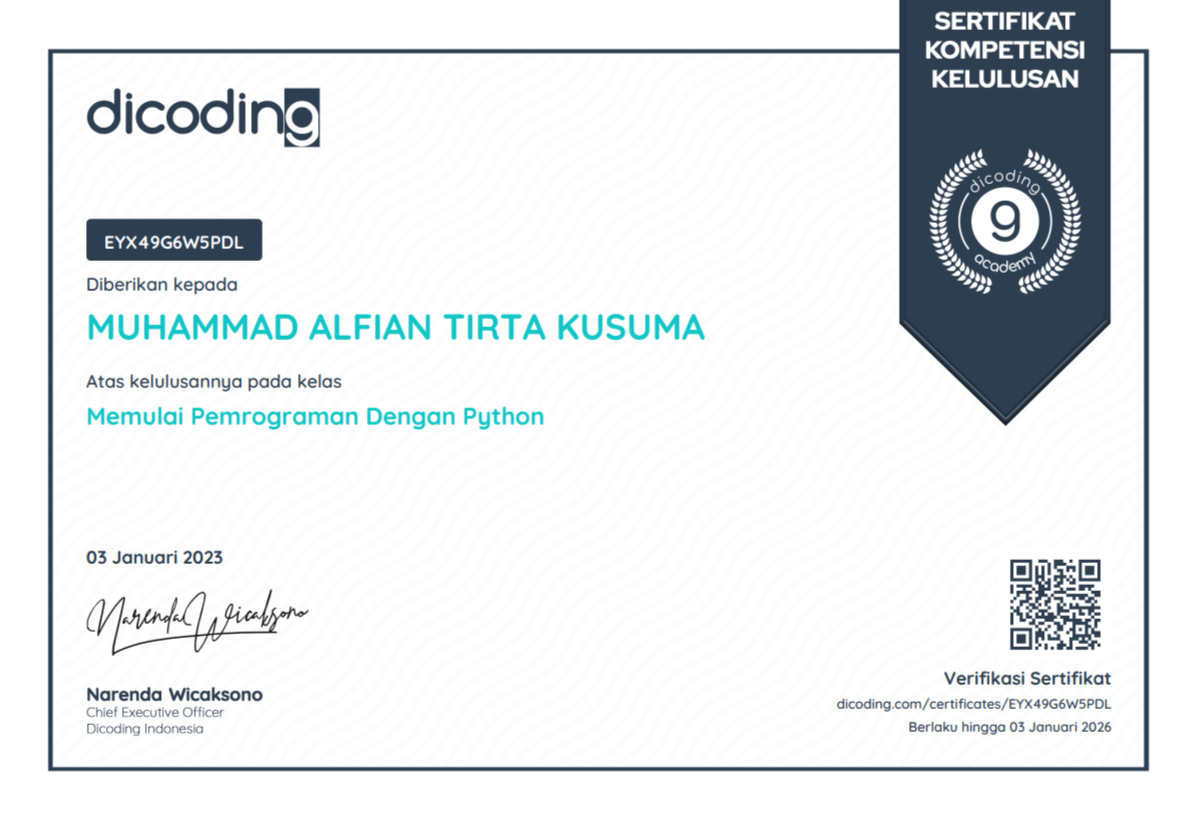 SERTIFIKAT
KOMPETENSI
KELULUSAN
dicoding
dicoding
9
academy
EYX49G6W5PDL
Diberikan kepada
MUHAMMAD ALFIAN TIRTA KUSUMA
Atas kelulusannya pada kelas
Memulai Pemrograman Dengan Python
03 Januari 2023
Narenda Wicaksono
Narenda Wicaksono
Chief Executive Officer
Dicoding Indonesia
Verifikasi Sertifikat
dicoding.com/certificates/EYX49G6W5PDL
Berlaku hingga 03 Januari 2026